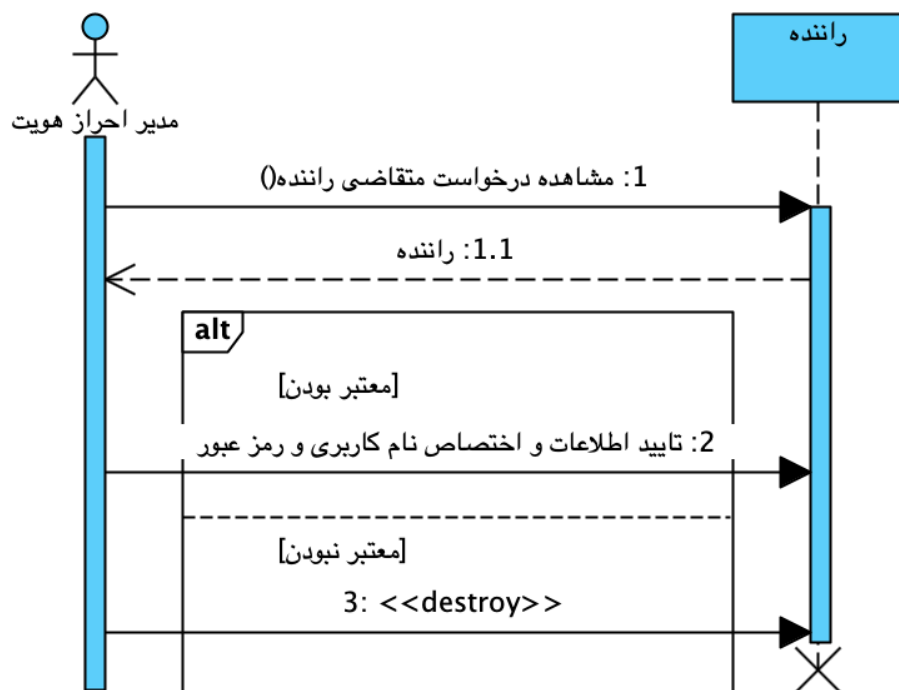 راننده
مدیر احراز هویت
1: مشاهده درخواست متقاضی راننده()
1.1: راننده
alt
[معتبر بودن]
2: تایید اطلاعات و اختصاص نام کاربری و رمز عبور
[معتبر نبودن]
3: <<destroy>>